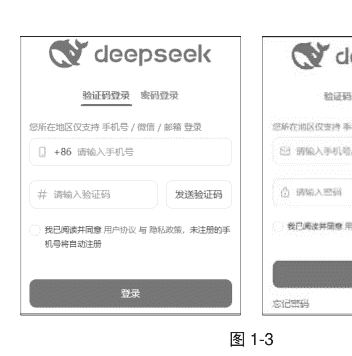 deepseek
验证码登录 密码登录
您所在地区仅支持 手机号 / 微信 / 邮箱 登录
+86 请输入手机号
# 请输入验证码 发送验证码
我已阅读并同意 用户协议 与 隐私政策，未注册的手
机号将自动注册
登录
d
验证码
您所在地区仅支持 手
请输入手机号
请输入密码
我已阅读并同意 用
忘记密码
图 1-3